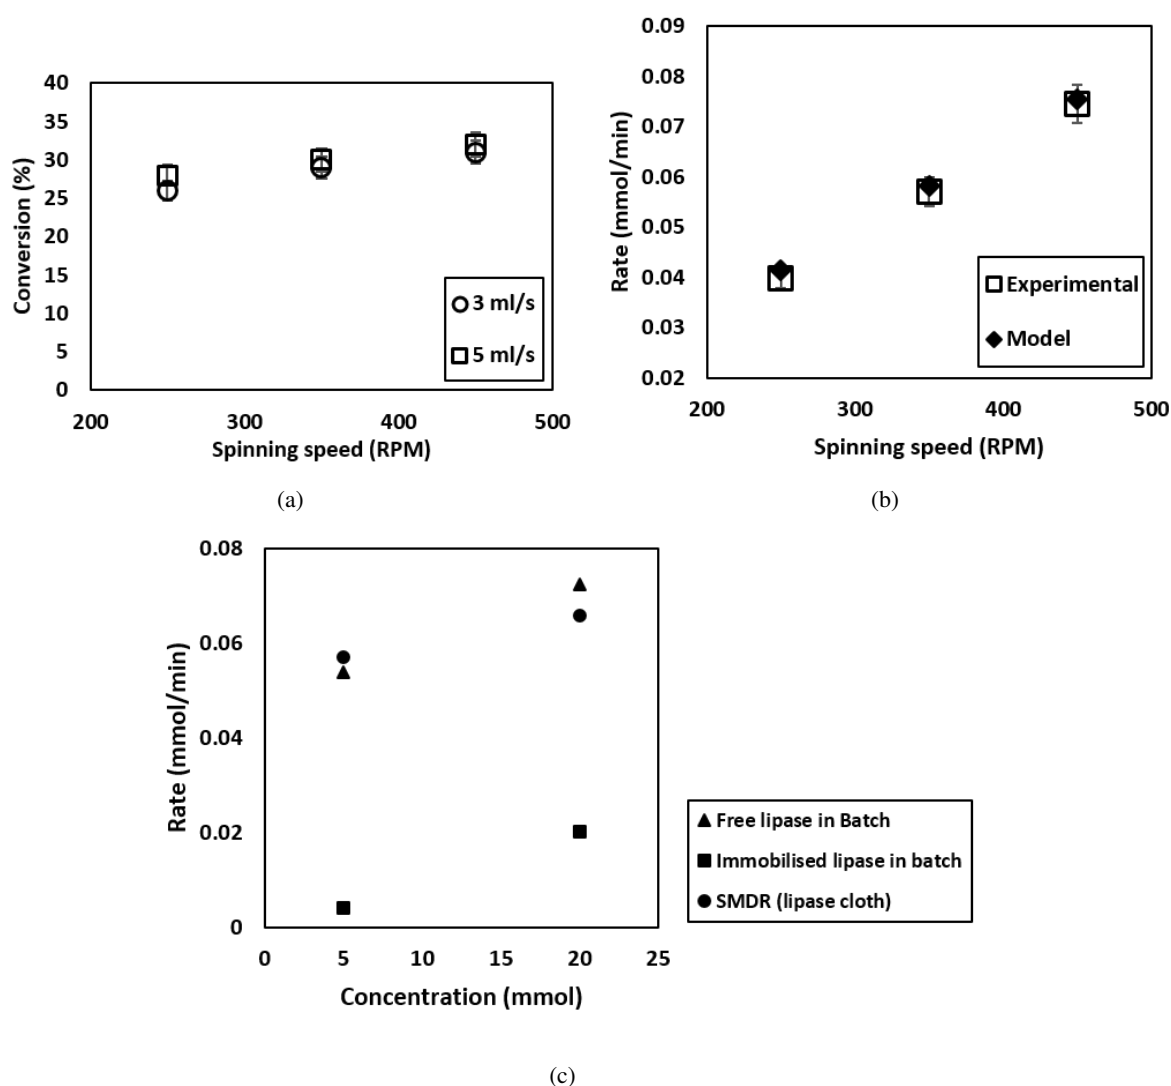 40
35
30
25
20
15
10
5
0
Conversion (%)
3 ml/s
5 ml/s
200
300
400
500
Spinning speed (RPM)
(a)
0.09
0.08
0.07
0.06
0.05
0.04
0.03
0.02
Rate (mmol/min)
Experimental
Model
200
300
400
500
Spinning speed (RPM)
(b)
0.08
0.06
0.04
0.02
0
Rate (mmol/min)
0
5
10
15
20
25
Concentration (mmol)
Free lipase in Batch
Immobilised lipase in batch
SMDR (lipase cloth)
(c)